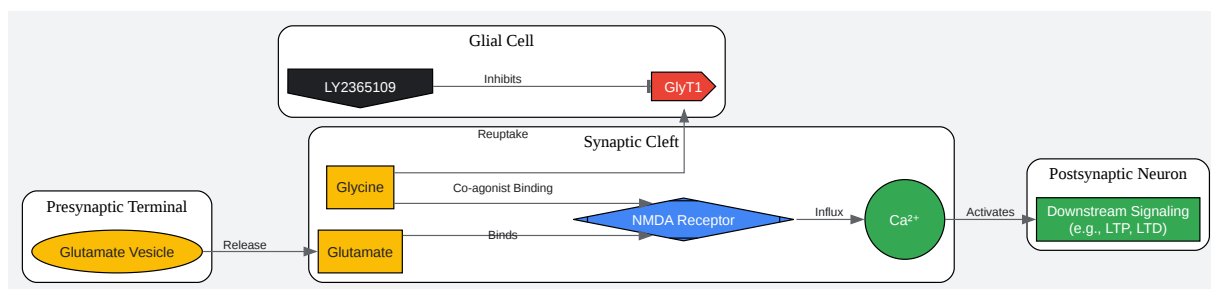 Glial Cell
LY2365109
Inhibits
GlyT1
Reuptake
Synaptic Cleft
Glycine
Co-agonist Binding
NMDA Receptor
Influx
Ca²⁺
Activates
Postsynaptic Neuron
Downstream Signaling
(e.g., LTP, LTD)
Presynaptic Terminal
Glutamate Vesicle
Release
Glutamate
Binds